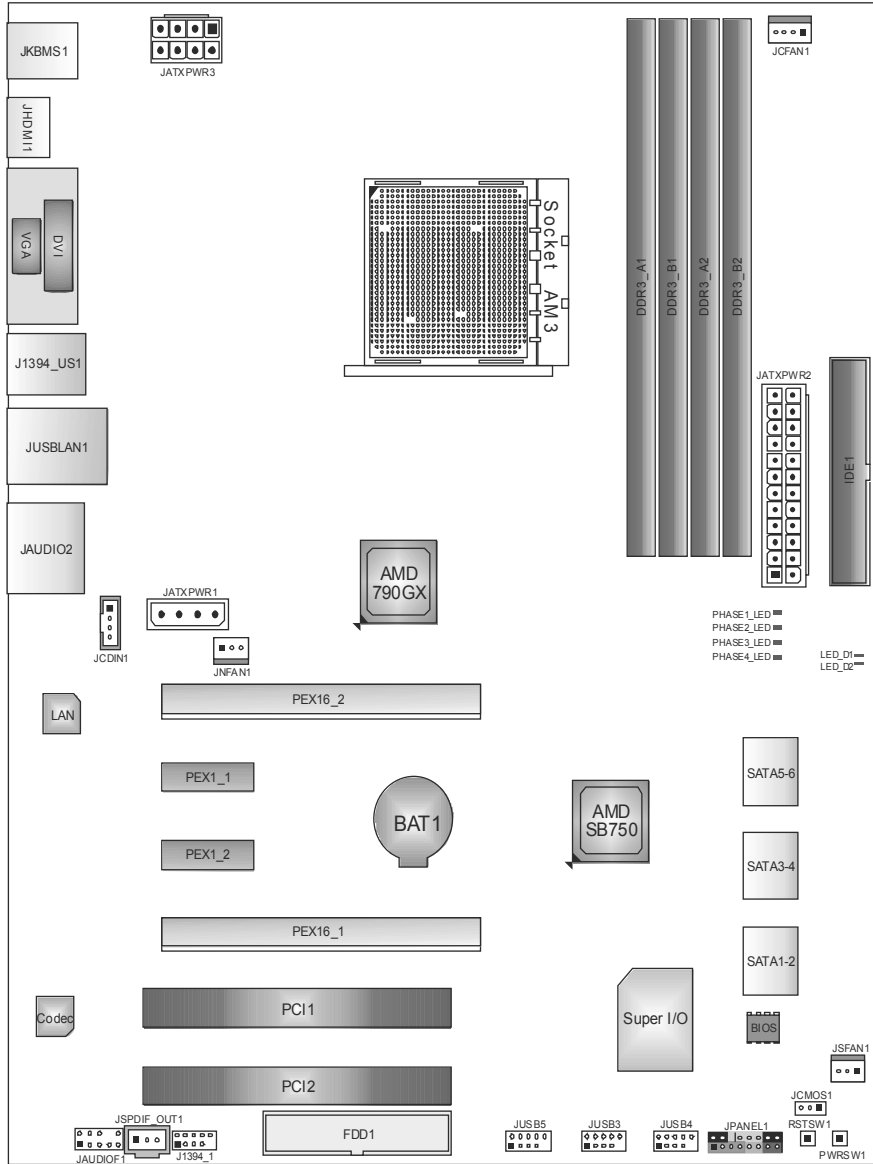 JKBMS1
JATXPWR3
JCFAN1
JHDMI1
VGA
DVI
Socket AM3
DDR3_A1
DDR3_B1
DDR3_A2
DDR3_B2
J1394_US1
JATXPWR2
JUSBLAN1
IDE1
JAUDIO2
AMD
790GX
JATXPWR1
JCDIN1
JNFAN1
PHASE1_LED
PHASE2_LED
PHASE3_LED
PHASE4_LED
LED_D1
LED_D2
PEX16_2
LAN
PEX1_1
SATA5-6
BAT1
AMD
SB750
PEX1_2
SATA3-4
PEX16_1
SATA1-2
Codec
PCI1
Super I/O
BIOS
JSFAN1
PCI2
JCMOS1
JSPDIF_OUT1
JAUDIOF1
J1394_1
FDD1
JUSB5
JUSB3
JUSB4
JPANEL1
RSTSW1
PWRSW1